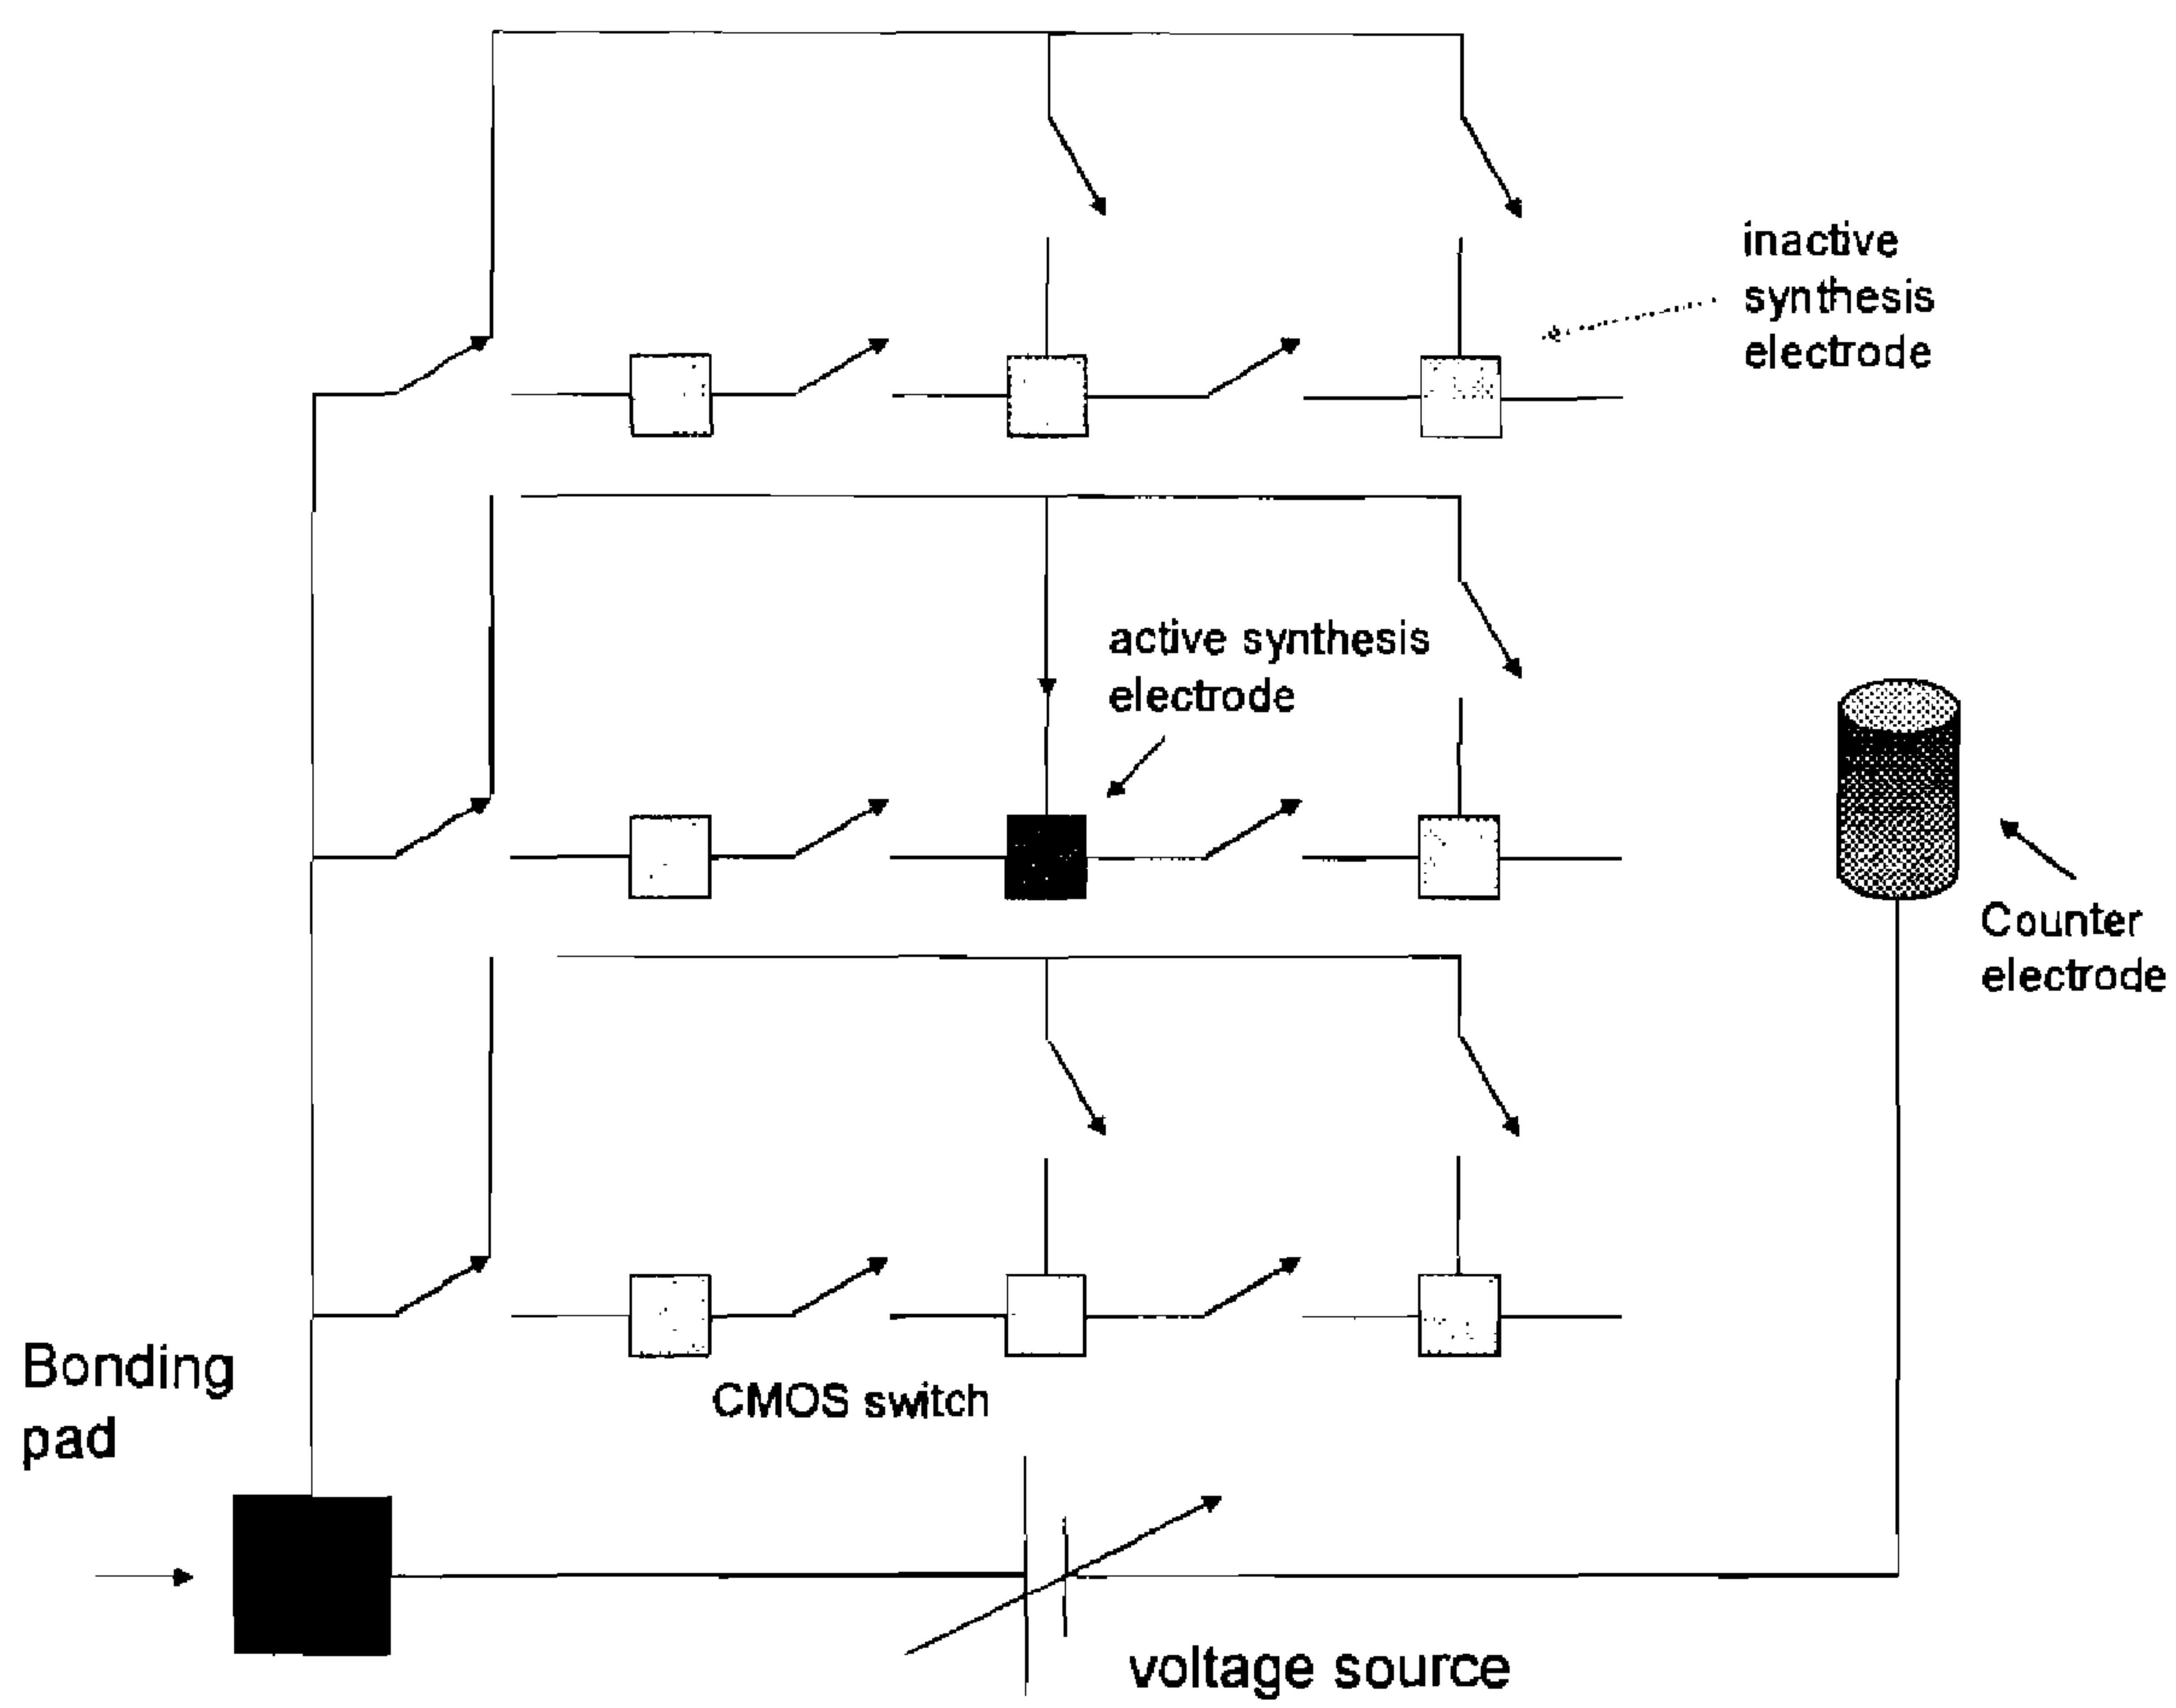 inactive
synthesis
electrode
active synthesis
electrode
Counter
electrode
Bonding
pad
CMOS switch
voltage source